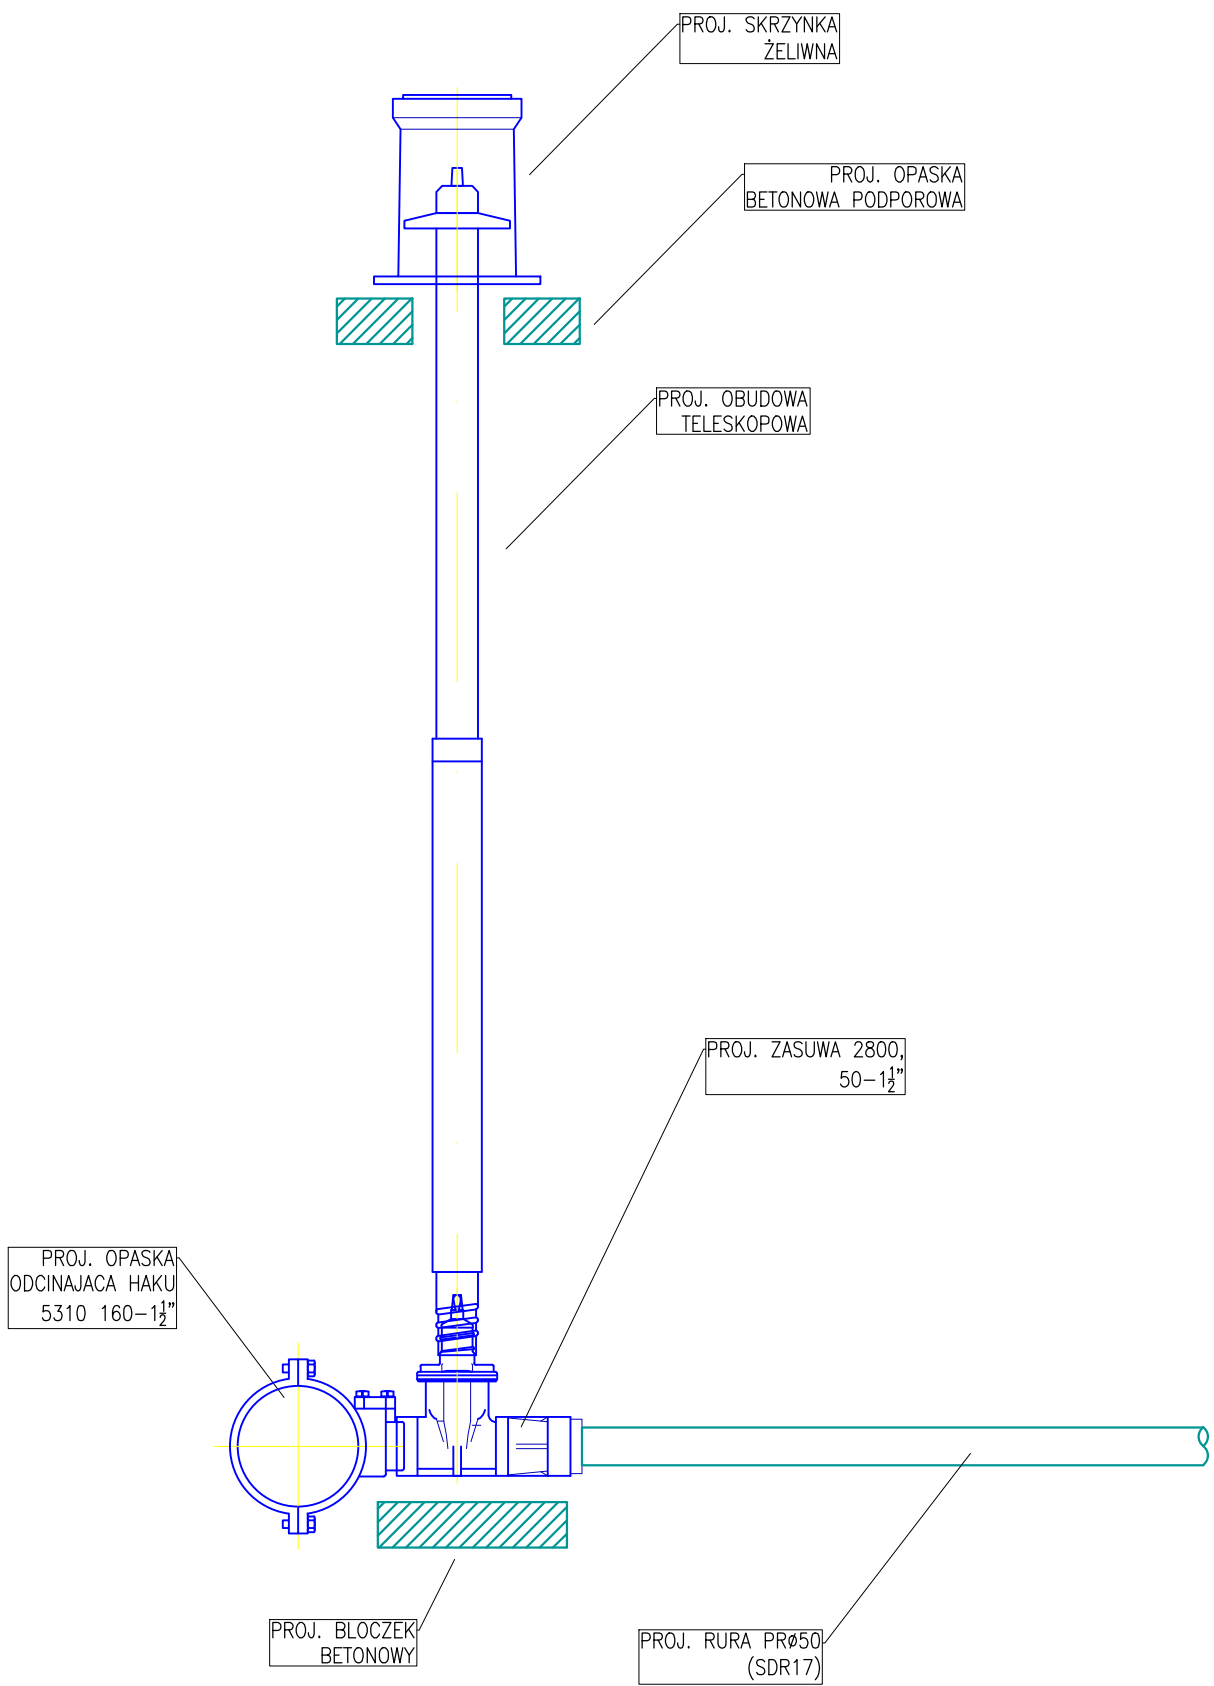 PROJ. SKRZYNKA
ŻELIWNA
PROJ. OPASKA
BETONOWA PODPOROWA
PROJ. OBUDOWA
TELESKOPOWA
PROJ. ZASUWA 2800,
50-1½"
PROJ. OPASKA
ODCINAJACA HAKU
5310 160-1½"
PROJ. BLOCZEK
BETONOWY
PROJ. RURA PRø50
(SDR17)